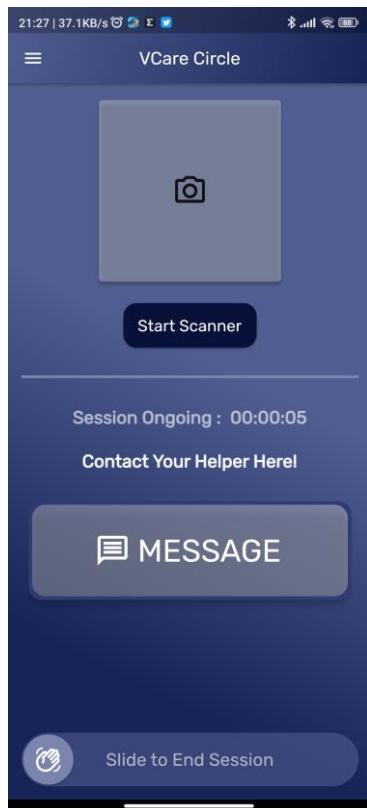 21:27 | 37.1KB/s
VCare Circle
Start Scanner
Session Ongoing : 00:00:05
Contact Your Helper Here!
MESSAGE
Slide to End Session